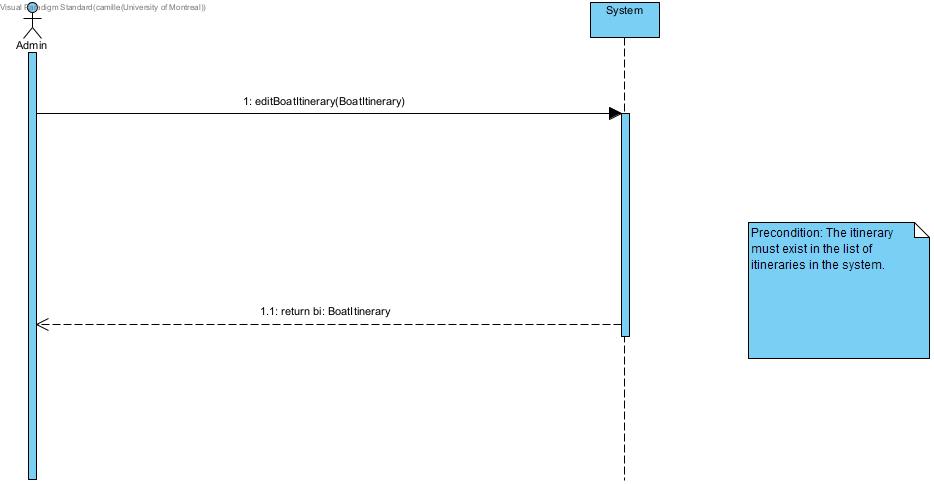 Visual Paradigm Standard(camille(University of Montreal))
System
Admin
1: editBoatItinerary(BoatItinerary)
Precondition: The itinerary
must exist in the list of
itineraries in the system.
1.1: return bi: BoatItinerary